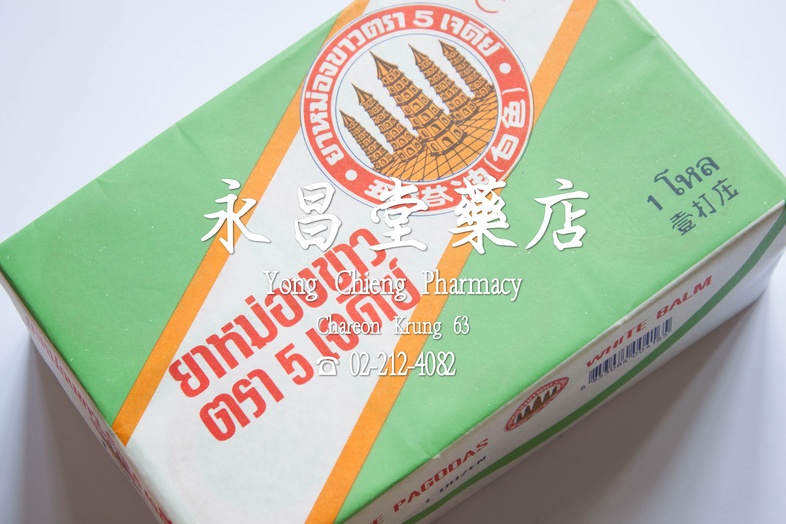 ยาหม่องขาวตรา 5 เจดีย์
(白色)
1 โหล
壹打庄
永昌堂藥店
Yong Chieng Pharmacy
Chareon Krung 63
☎ 02-212-4082
ยาหม่องขาว
ตรา 5 เจดีย์
WHITE BALM
PAGODAS
1 DOZEN